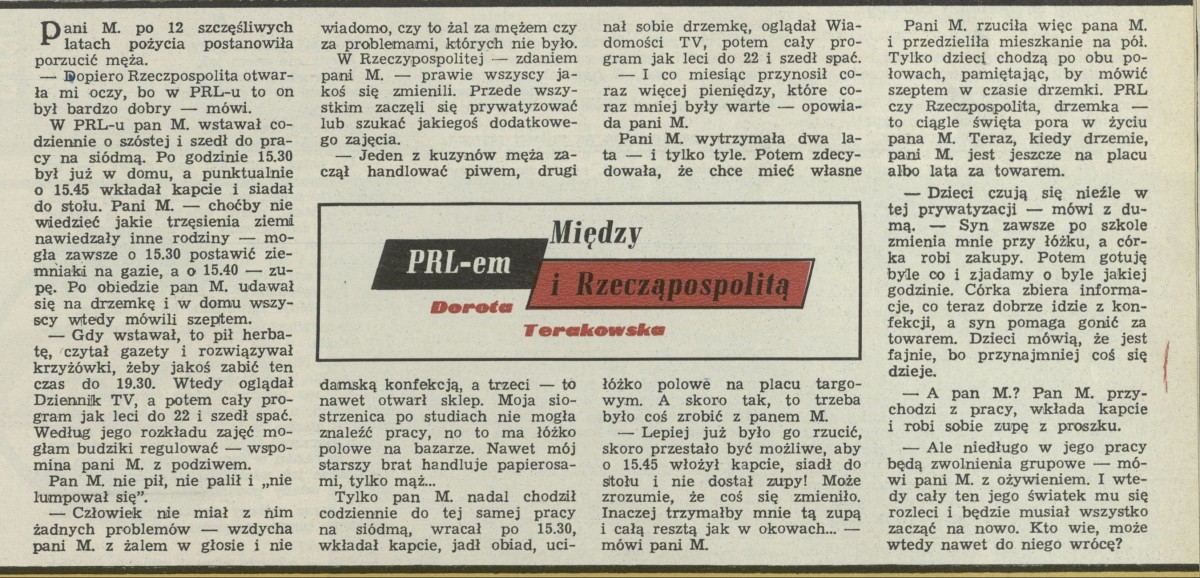 Pani M. po 12 szczęśliwych
latach pożycia postanowiła
porzucić męża.
— Dopiero Rzeczpospolita otwar-
ła mi oczy, bo w PRL-u to on
był bardzo dobry — mówi.
W PRL-u pan M. wstawał co-
dziennie o szóstej i szedł do pra-
cy na siódmą. Po godzinie 15.30
był już w domu, a punktualnie
o 15.45 wkładał kapcie i siadał
do stołu. Pani M. — choćby nie
wiedzieć jakie trzęsienia ziemi
nawiedzały inne rodziny — mo-
gła zawsze o 15.30 postawić zie-
mniaki na gazie, a o 15.40 — zu-
pę. Po obiedzie pan M. udawał
się na drzemkę i w domu wszy-
scy wtedy mówili szeptem.
— Gdy wstawał, to pił herba-
tę, czytał gazety i rozwiązywał
krzyżówki, żeby jakoś zabić ten
czas do 19.30. Wtedy oglądał
Dziennik TV, a potem cały pro-
gram jak leci do 22 i szedł spać.
Według jego rozkładu zajęć mo-
głam budziki regulować — wspo-
mina pani M. z podziwem.
Pan M. nie pił, nie palił i „nie
lumpował się”.
— Człowiek nie miał z nim
żadnych problemów — wzdycha
pani M. z żalem w głosie i nie
wiadomo, czy to żal za mężem czy
za problemami, których nie było.
W Rzeczypospolitej — zdaniem
pani M. — prawie wszyscy ja-
koś się zmienili. Przede wszy-
stkim zaczęli się prywatyzować
lub szukać jakiegoś dodatkowe-
go zajęcia.
— Jeden z kuzynów męża za-
czął handlować piwem, drugi
Między
PRL-em
i Rzecząpospolitą
Dorota
Terakowska
damską konfekcją, a trzeci — to
nawet otwarł sklep. Moja sio-
strzenica po studiach nie mogła
znaleźć pracy, no to ma łóżko
polowe na bazarze. Nawet mój
starszy brat handluje papierosa-
mi, tylko mąż...
Tylko pan M. nadal chodził
codziennie do tej samej pracy
na siódmą, wracał po 15.30,
wkładał kapcie, jadł obiad, uci-
nał sobie drzemkę, oglądał Wia-
domości TV, potem cały pro-
gram jak leci do 22 i szedł spać.
— I co miesiąc przynosił co-
raz więcej pieniędzy, które co-
raz mniej były warte — opowia-
da pani M.
Pani M. wytrzymała dwa la-
ta — i tylko tyle. Potem zdecy-
dowała, że chce mieć własne
łóżko polowe na placu targo-
wym. A skoro tak, to trzeba
było coś zrobić z panem M.
— Lepiej już było go rzucić,
skoro przestało być możliwe, aby
o 15.45 włożył kapcie, siadł do
stołu i nie dostał zupy! Może
zrozumie, że coś się zmieniło.
Inaczej trzymałby mnie tą zupą
i całą resztą jak w okowach... —
mówi pani M.
Pani M. rzuciła więc pana M.
i przedzieliła mieszkanie na pół.
Tylko dzieci chodzą po obu po-
łowach, pamiętając, by mówić
szeptem w czasie drzemki. PRL
czy Rzeczpospolita, drzemka —
to ciągle święta pora w życiu
pana M. Teraz, kiedy drzemie,
pani M. jest jeszcze na placu
albo lata za towarem.
— Dzieci czują się nieźle w
tej prywatyzacji — mówi z du-
mą. — Syn zawsze po szkole
zmienia mnie przy łóżku, a cór-
ka robi zakupy. Potem gotuję
byle co i zjadamy o byle jakiej
godzinie. Córka zbiera informa-
cje, co teraz dobrze idzie z kon-
fekcji, a syn pomaga gonić za
towarem. Dzieci mówią, że jest
fajnie, bo przynajmniej coś się
dzieje.
— A pan M.? Pan M. przy-
chodzi z pracy, wkłada kapcie
i robi sobie zupę z proszku.
— Ale niedługo w jego pracy
będą zwolnienia grupowe — mó-
wi pani M. z ożywieniem. I wte-
dy cały ten jego światek mu się
rozleci i będzie musiał wszystko
zacząć na nowo. Kto wie, może
wtedy nawet do niego wrócę?